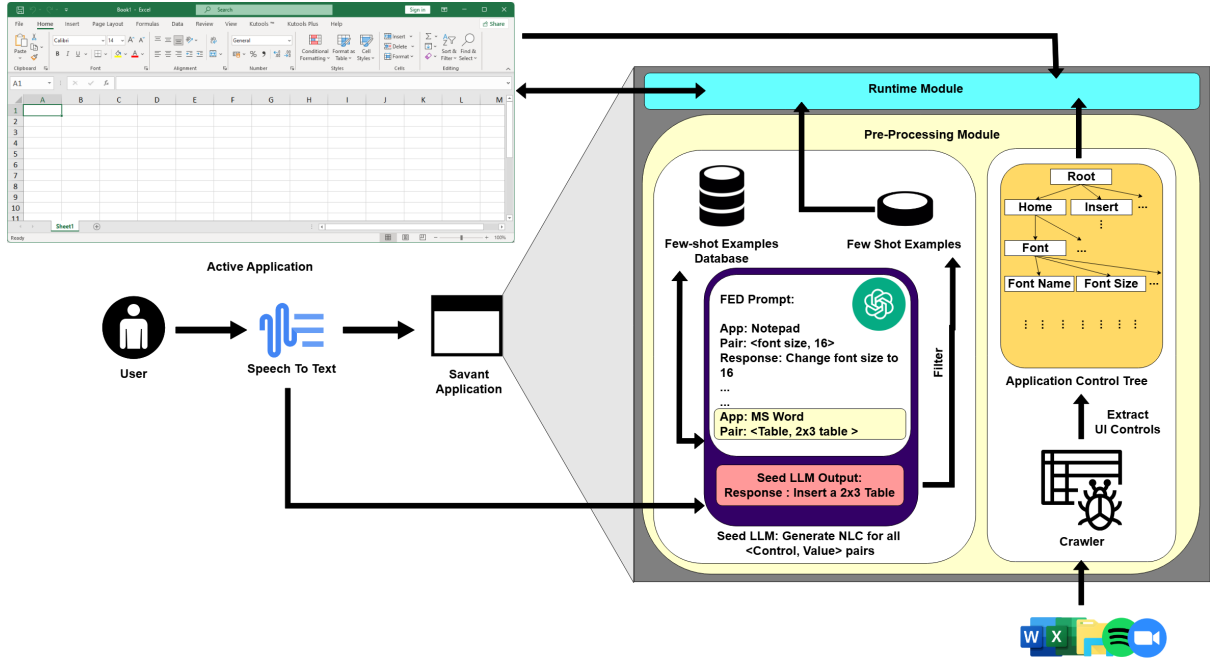 Book1 - Excel
Search
Sign in
File Home Insert Page Layout Formulas Data Review View Kutools ™ Kutools Plus Help Share
Paste
Calibri 14 A^ A˅
B I U A
General
% 9
Conditional Formatting
Format as Table
Cell Styles
Insert
Delete
Format
Sort & Filter
Find & Select
Clipboard Font Alignment Number Styles Cells Editing
A1 fx
A B C D E F G H I J K L M
1
2
3
4
5
6
7
8
9
10
11
Sheet1
Ready 100%
Active Application
User
Speech To Text
Savant
Application
Runtime Module
Pre-Processing Module
Few-shot Examples
Database
Few Shot Examples
FED Prompt:
App: Notepad
Pair: <font size, 16>
Response: Change font size to
16
...
...
App: MS Word
Pair: <Table, 2x3 table >
Seed LLM Output:
Response : Insert a 2x3 Table
Seed LLM: Generate NLC for all
<Control, Value> pairs
Filter
Root
Home Insert ...
Font ...
Font Name Font Size ...
Application Control Tree
Extract
UI Controls
Crawler
W X